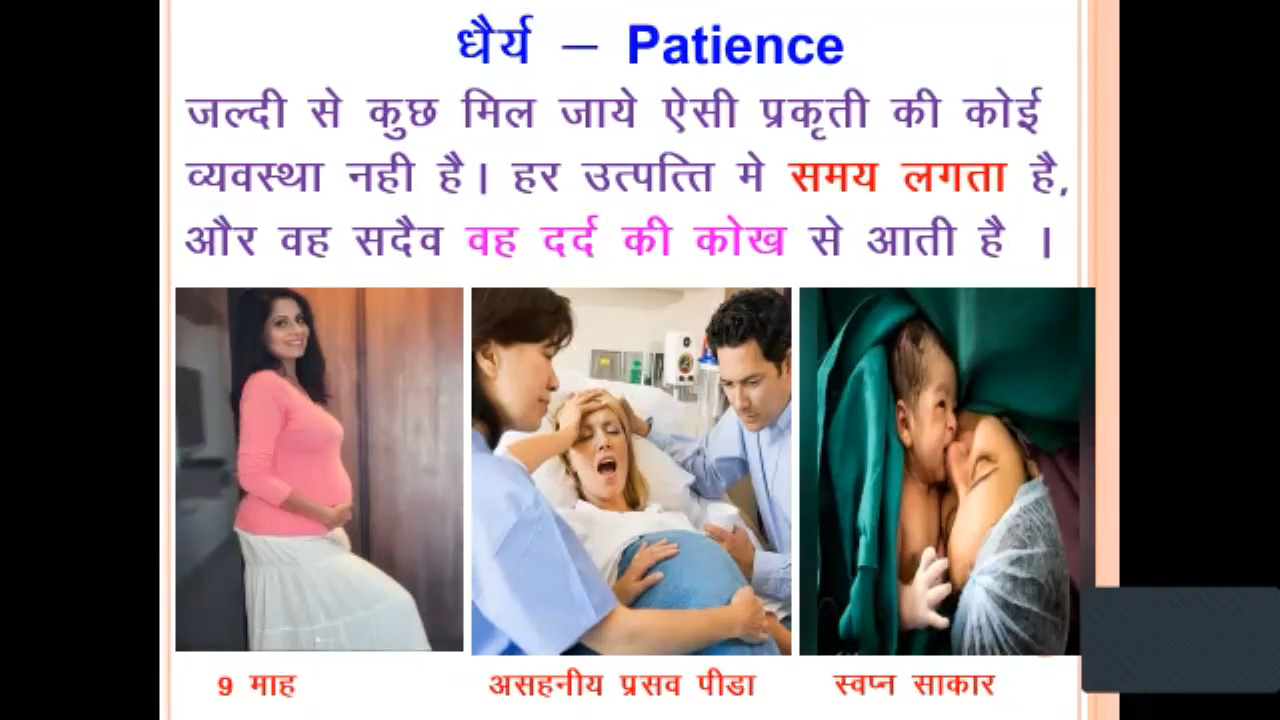 धैर्य – Patience
जल्दी से कुछ मिल जाये ऐसी प्रकृती की कोई
व्यवस्था नही है। हर उत्पत्ति मे समय लगता है,
और वह सदैव वह दर्द की कोख से आती है ।
9 माह
असहनीय प्रसव पीडा
स्वप्न साकार